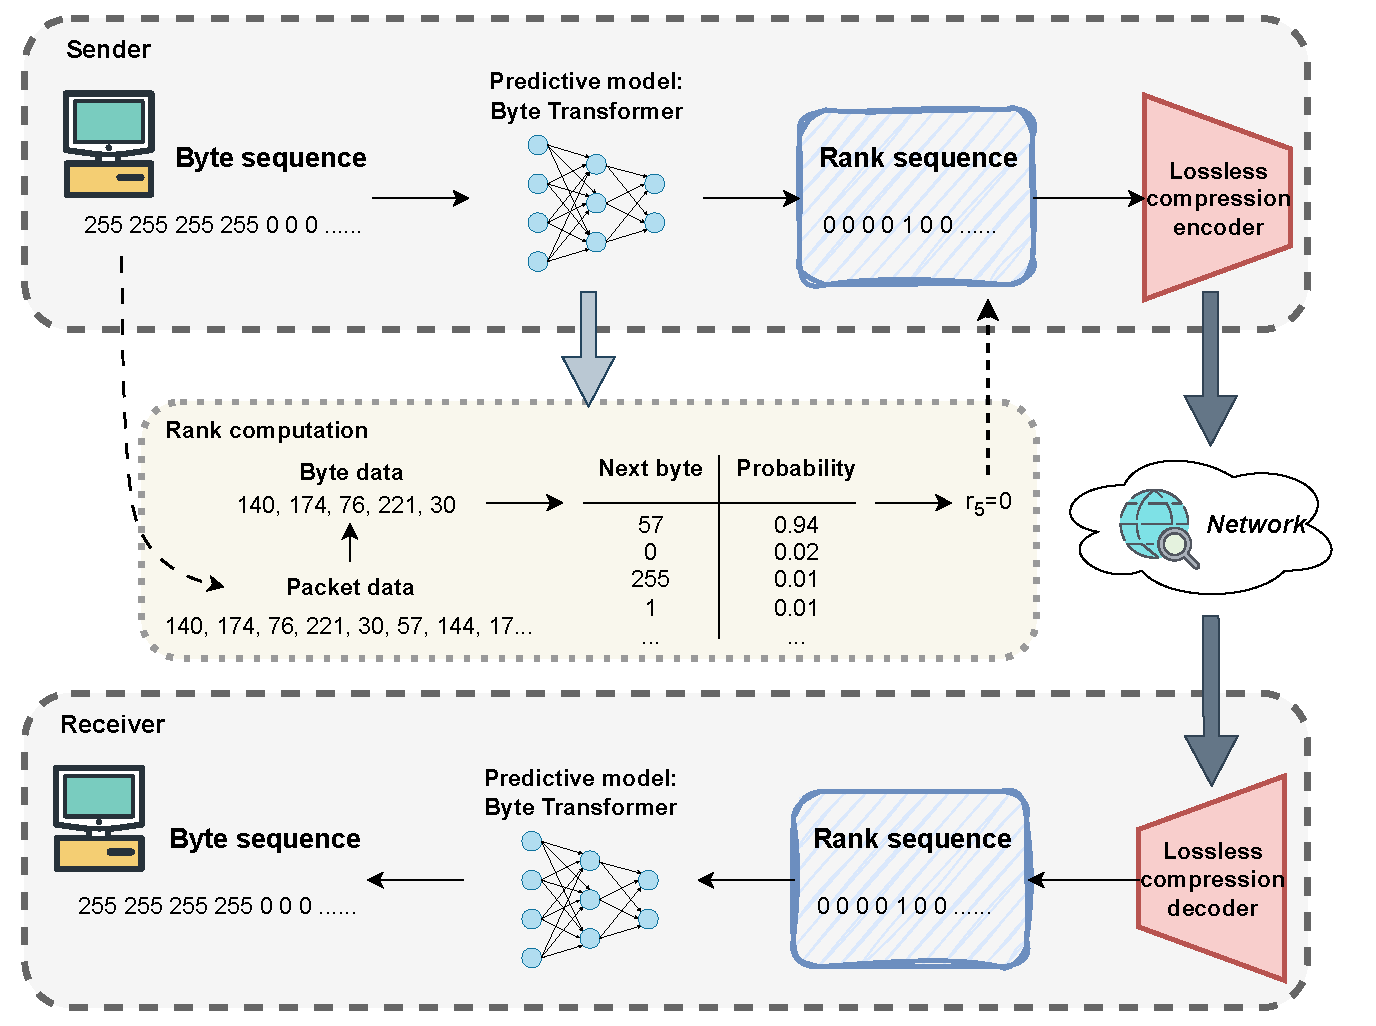 Sender
Predictive model:
Byte Transformer
Byte sequence
255 255 255 255 0 0 0 ......
Rank sequence
0 0 0 0 1 0 0 ......
Lossless
compression
encoder
Rank computation
Byte data
140, 174, 76, 221, 30
Packet data
140, 174, 76, 221, 30, 57, 144, 17...
Next byte Probability
57 0.94
0 0.02
255 0.01
1 0.01
... ...
r5=0
Network
Receiver
Predictive model:
Byte Transformer
Byte sequence
255 255 255 255 0 0 0 ......
Rank sequence
0 0 0 0 1 0 0 ......
Lossless
compression
decoder